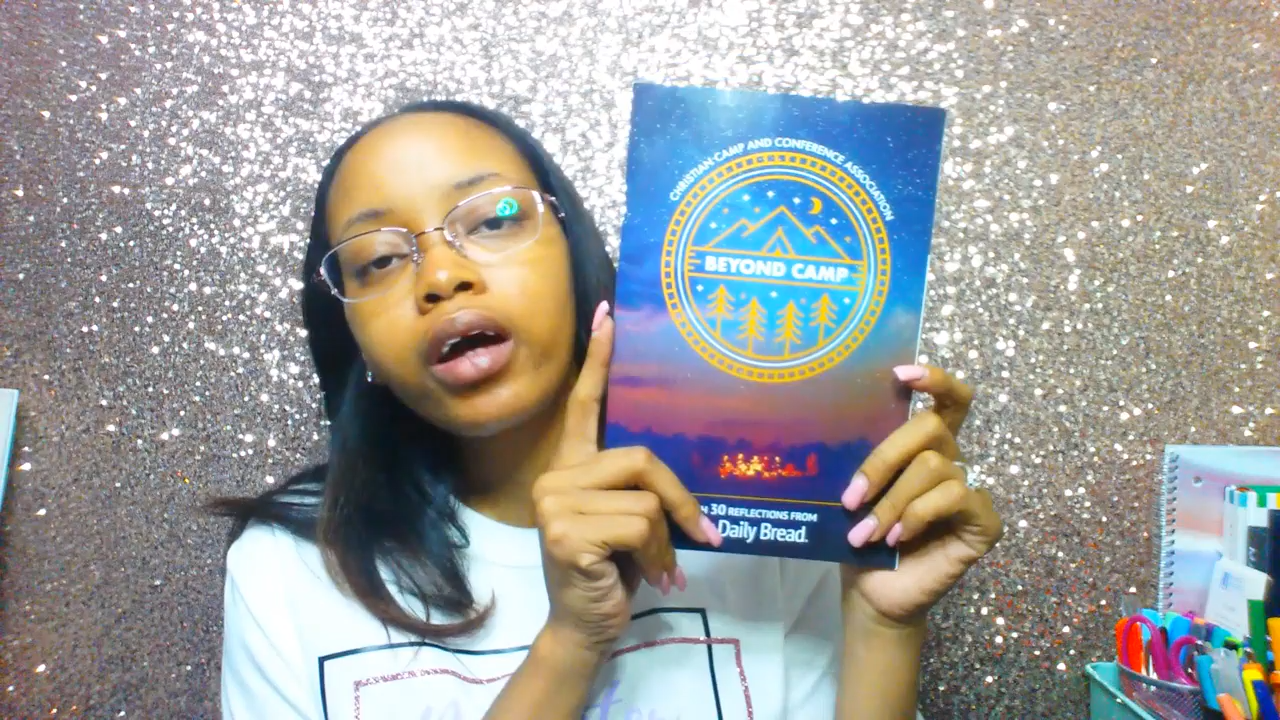 CHRISTIAN CAMP AND CONFERENCE ASSOCIATION
BEYOND CAMP
30 REFLECTIONS FROM
Daily Bread.